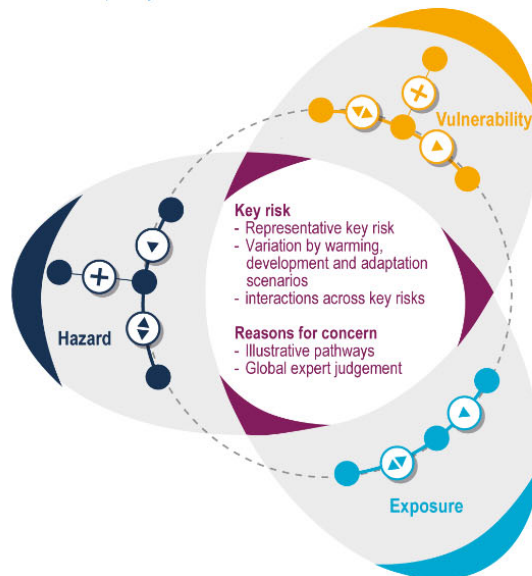 Vulnerability
Key risk
- Representative key risk
- Variation by warming,
development and adaptation
scenarios
- interactions across key risks
Hazard
Reasons for concern
- Illustrative pathways
- Global expert judgement
Exposure